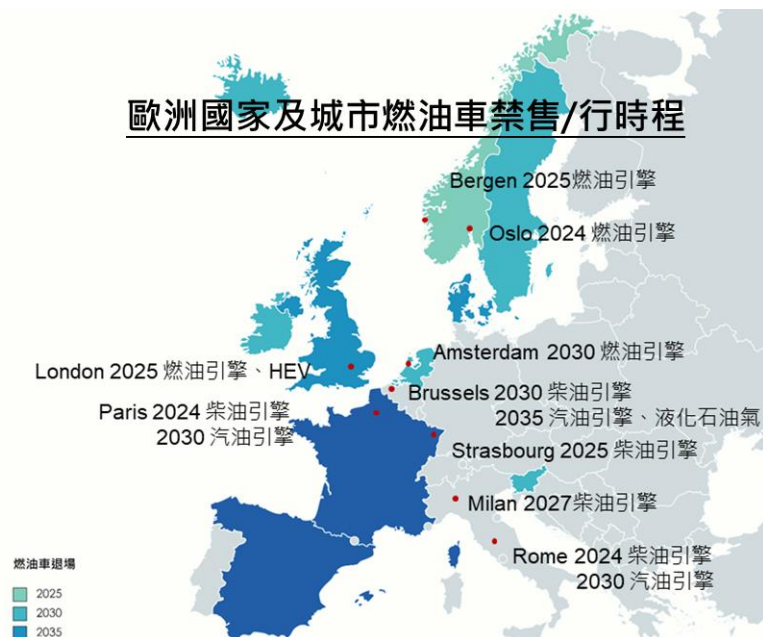 歐洲國家及城市燃油車禁售/行時程
Bergen 2025燃油引擎
Oslo 2024 燃油引擎
Amsterdam 2030 燃油引擎
London 2025 燃油引擎、HEV
Brussels 2030 柴油引擎
2035 汽油引擎、液化石油氣
Paris 2024 柴油引擎
2030 汽油引擎
Strasbourg 2025 柴油引擎
Milan 2027柴油引擎
Rome 2024 柴油引擎
2030 汽油引擎
燃油車退場
2025
2030
2035